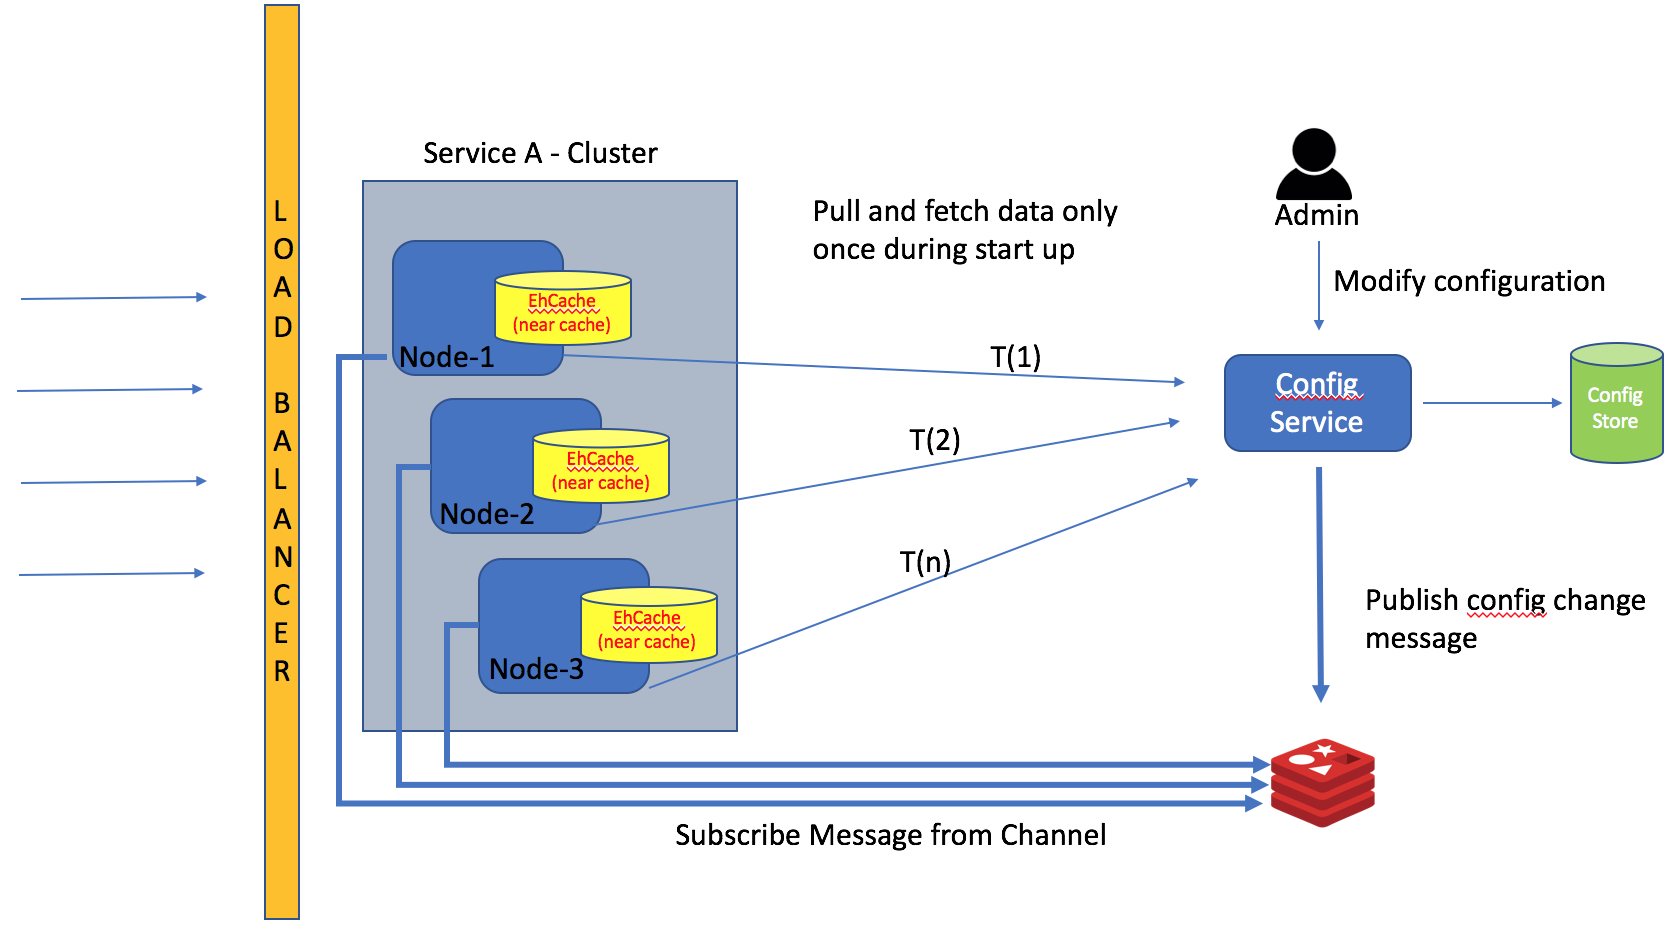 L
O
A
D
B
A
L
A
N
C
E
R
Service A - Cluster
EhCache
(near cache)
Node-1
EhCache
(near cache)
Node-2
EhCache
(near cache)
Node-3
Pull and fetch data only
once during start up
T(1)
T(2)
T(n)
Admin
Modify configuration
Config
Service
Config
Store
Publish config change
message
Subscribe Message from Channel